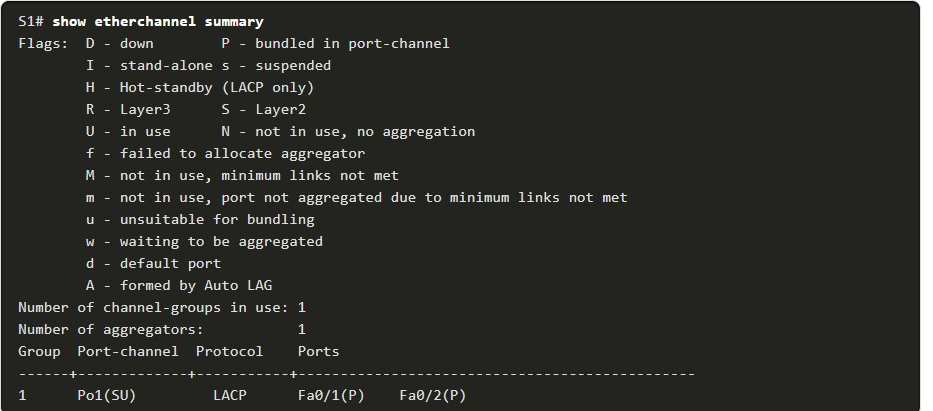 S1# show etherchannel summary
Flags:  D - down        P - bundled in port-channel
        I - stand-alone s - suspended
        H - Hot-standby (LACP only)
        R - Layer3      S - Layer2
        U - in use      N - not in use, no aggregation
        f - failed to allocate aggregator
        M - not in use, minimum links not met
        m - not in use, port not aggregated due to minimum links not met
        u - unsuitable for bundling
        w - waiting to be aggregated
        d - default port
        A - formed by Auto LAG
Number of channel-groups in use: 1
Number of aggregators:           1
Group  Port-channel  Protocol    Ports
------+-------------+-----------+-----------------------------------------------
1      Po1(SU)         LACP      Fa0/1(P)    Fa0/2(P)